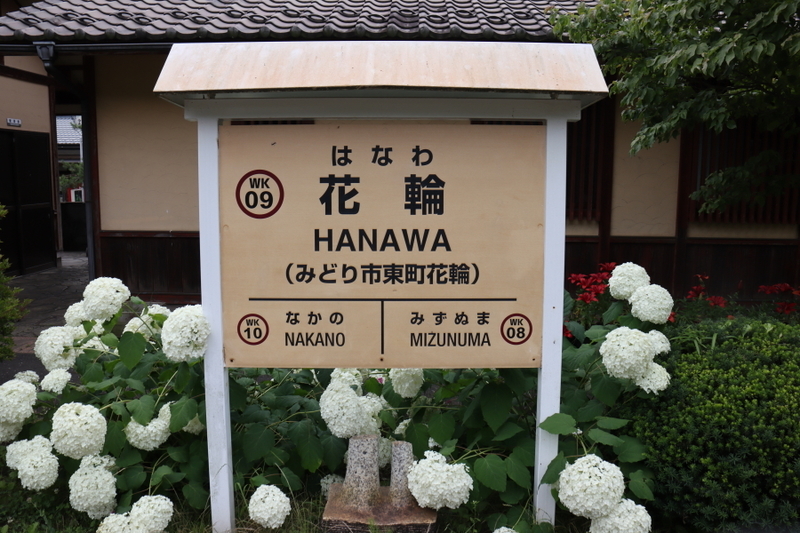 はなわ
WK
09
花輪
HANAWA
(みどり市東町花輪)
WK
10
なかの
NAKANO
みずぬま
MIZUNUMA
WK
08